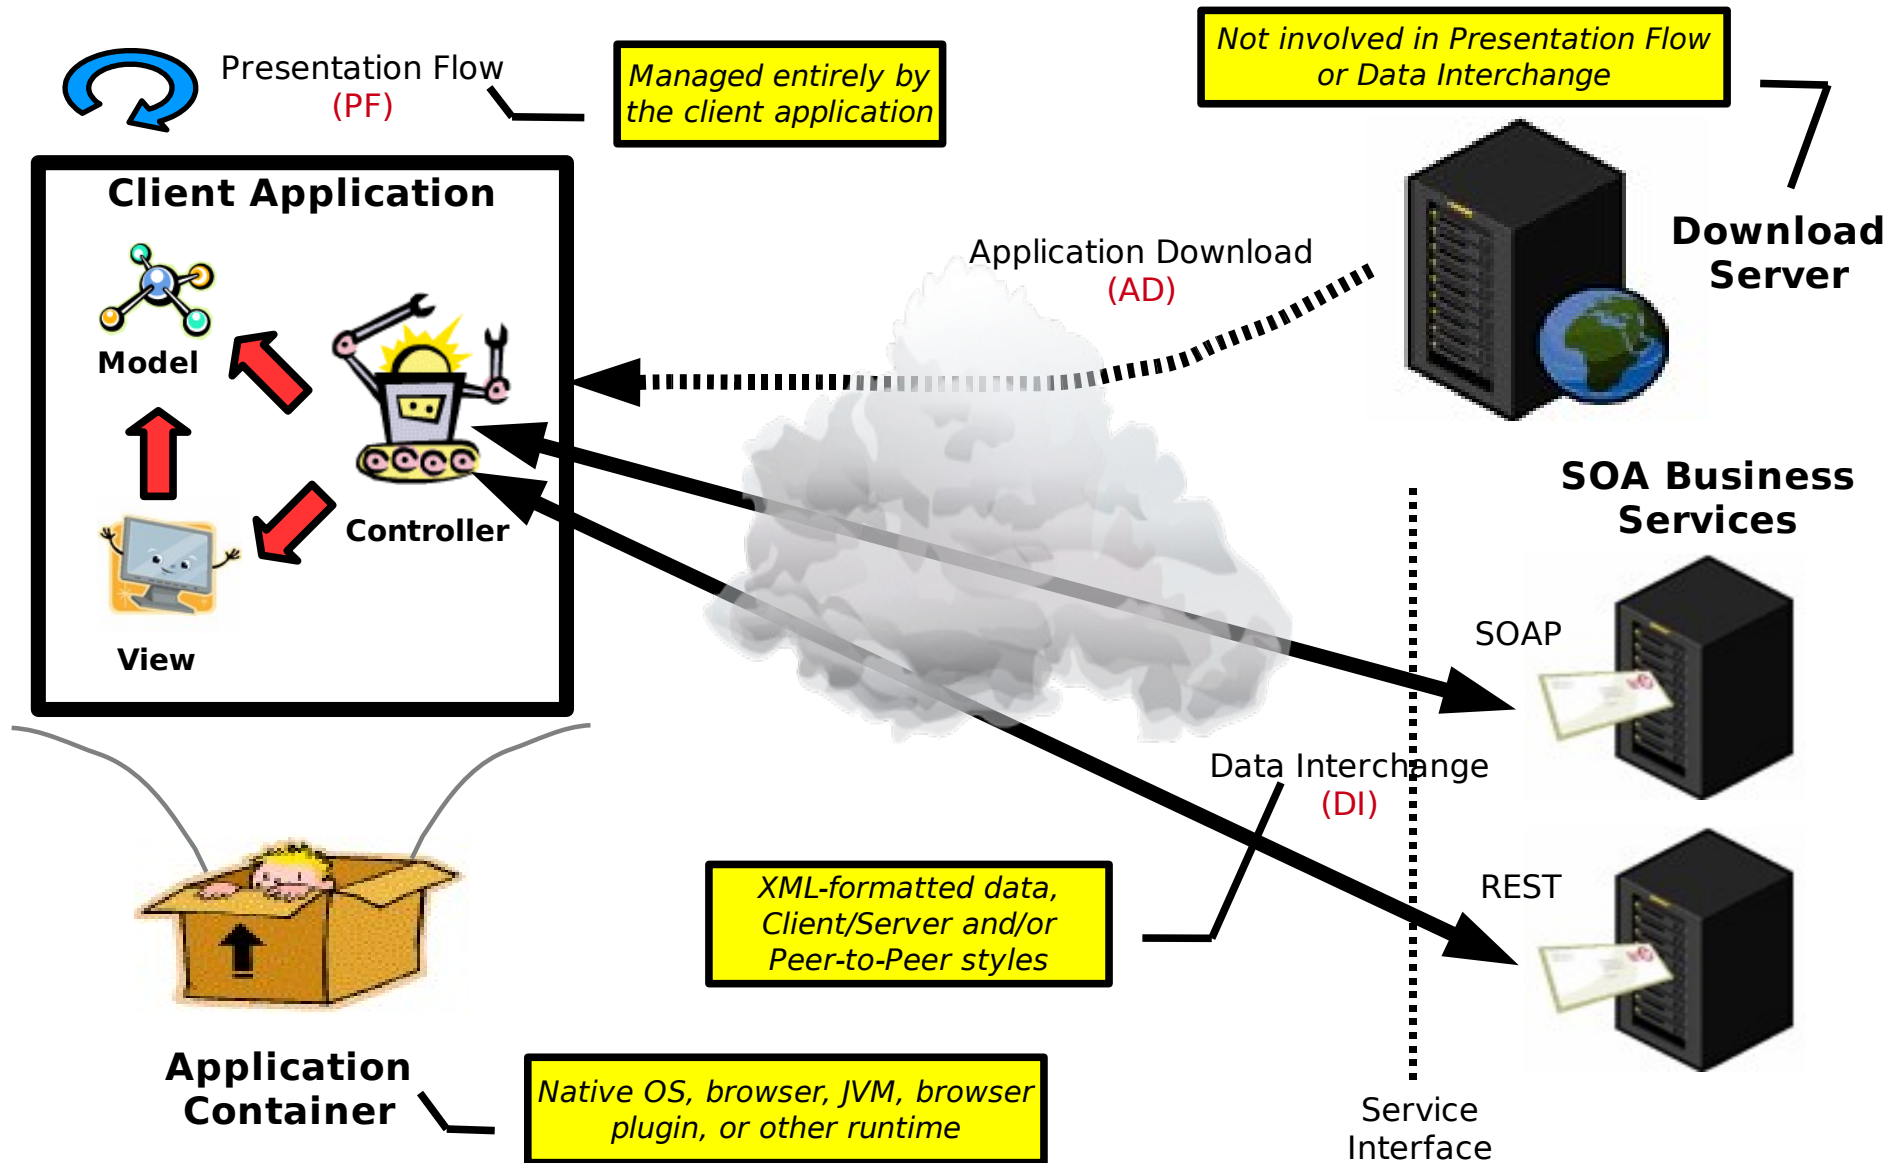 Presentation Flow
(PF)
Managed entirely by
the client application
Not involved in Presentation Flow
or Data Interchange
Client Application
Model
Controller
View
Application Download
(AD)
Download
Server
SOA Business
Services
SOAP
Data Interchange
(DI)
REST
XML-formatted data,
Client/Server and/or
Peer-to-Peer styles
Application
Container
Native OS, browser, JVM, browser
plugin, or other runtime
Service
Interface